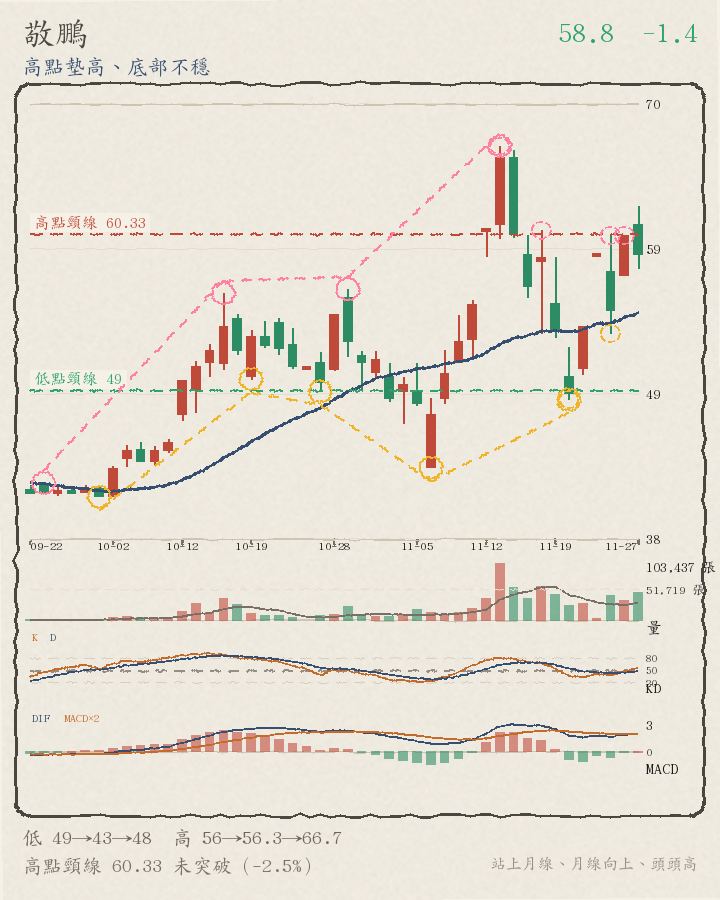 敬鵬
58.8 -1.4
高點墊高、底部不穩
70
高點頸線 60.33
59
低點頸線 49
49
38
09-22 10-02 10-12 10-19 10-28 11-05 11-12 11-19 11-27
103,437 張
51,719 張
量
K D
80
50
20
KD
DIF MACD×2
3
0
MACD
低 49→43→48 高 56→56.3→66.7
高點頸線 60.33 未突破 (-2.5%)
站上月線、月線向上、頭頭高